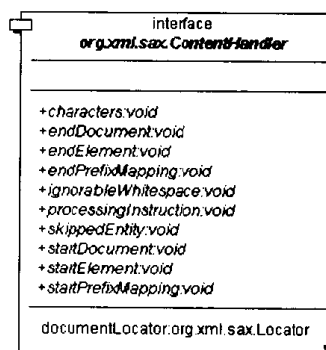 interface
org.xml.sax.ContentHandler
+characters:void
+endDocument:void
+endElement:void
+endPrefixMapping:void
+ignorableWhitespace:void
+processingInstruction:void
+skippedEntity:void
+startDocument:void
+startElement:void
+startPrefixMapping:void
documentLocator:org.xml.sax.Locator